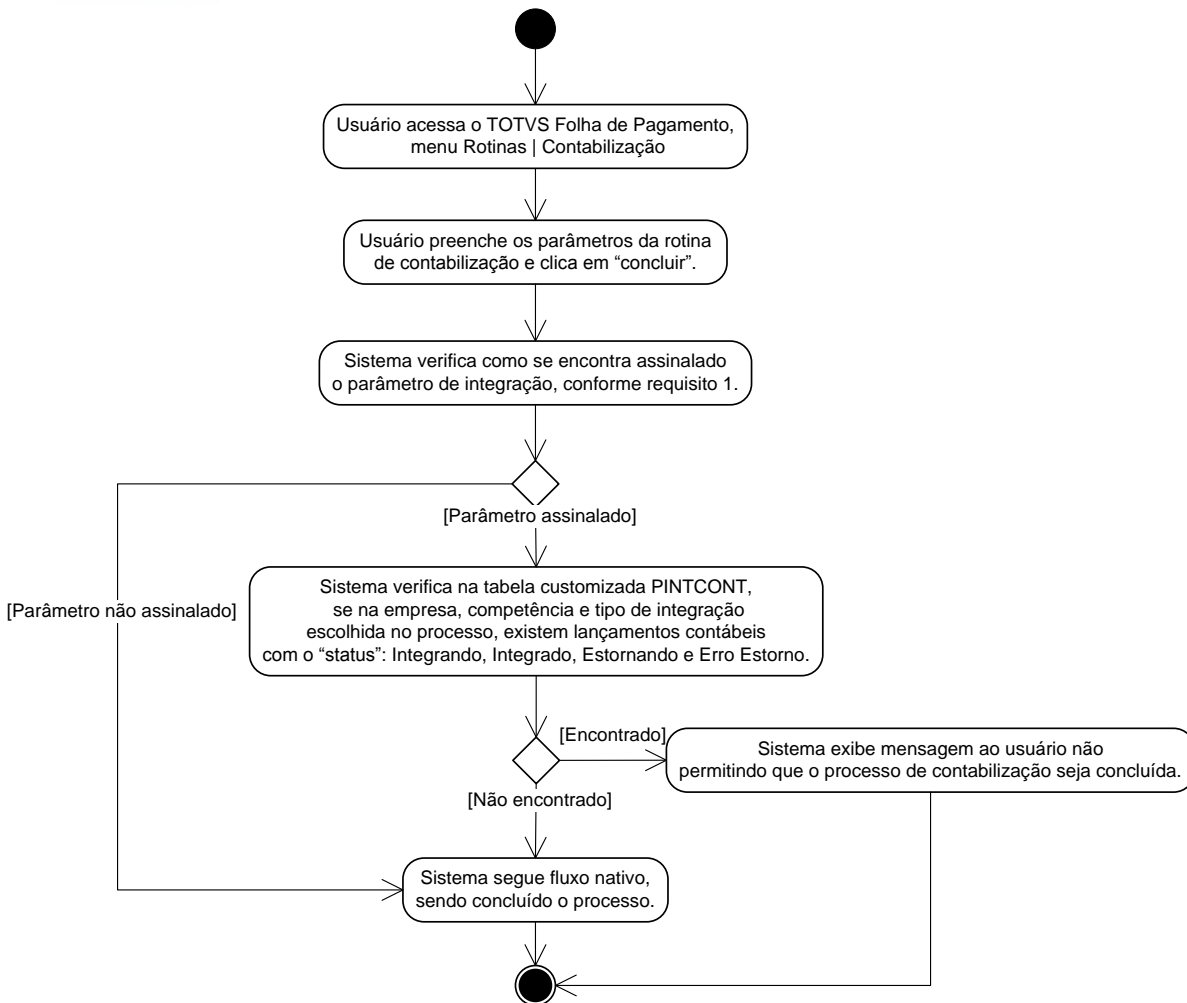 Usuário acessa o TOTVS Folha de Pagamento,
menu Rotinas | Contabilização
Usuário preenche os parâmetros da rotina
de contabilização e clica em “concluir”.
Sistema verifica como se encontra assinalado
o parâmetro de integração, conforme requisito 1.
[Parâmetro assinalado]
[Parâmetro não assinalado]
Sistema verifica na tabela customizada PINTCONT,
se na empresa, competência e tipo de integração
escolhida no processo, existem lançamentos contábeis
com o “status”: Integrando, Integrado, Estornando e Erro Estorno.
[Encontrado]
Sistema exibe mensagem ao usuário não
permitindo que o processo de contabilização seja concluída.
[Não encontrado]
Sistema segue fluxo nativo,
sendo concluído o processo.